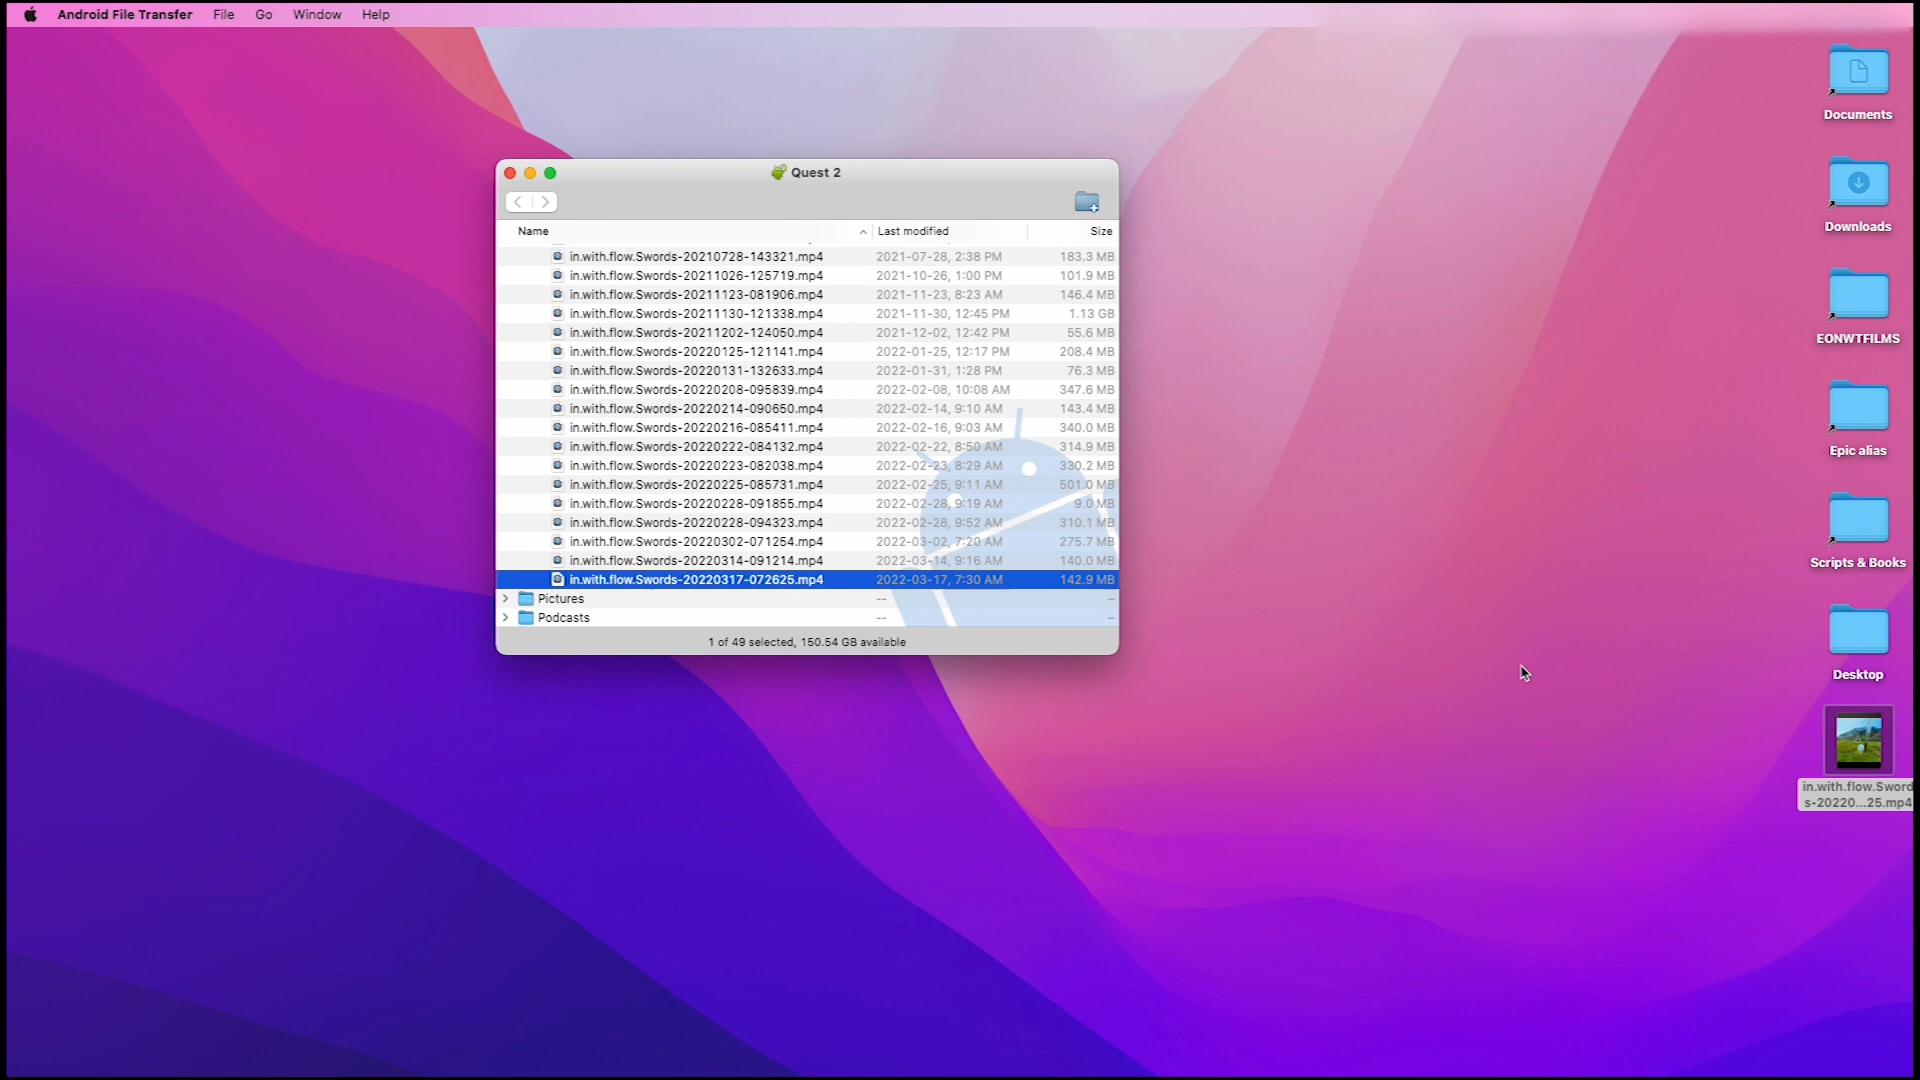 Android File Transfer File Go Window Help
Quest 2
Name Last modified Size
in.with.flow.Swords-20210728-143321.mp4 2021-07-28, 2:38 PM 183.3 MB
in.with.flow.Swords-20211026-125719.mp4 2021-10-26, 1:00 PM 101.9 MB
in.with.flow.Swords-20211123-081906.mp4 2021-11-23, 8:23 AM 146.4 MB
in.with.flow.Swords-20211130-121338.mp4 2021-11-30, 12:45 PM 1.13 GB
in.with.flow.Swords-20211202-124050.mp4 2021-12-02, 12:42 PM 55.6 MB
in.with.flow.Swords-20220125-121141.mp4 2022-01-25, 12:17 PM 208.4 MB
in.with.flow.Swords-20220131-132633.mp4 2022-01-31, 1:28 PM 76.3 MB
in.with.flow.Swords-20220208-095839.mp4 2022-02-08, 10:08 AM 347.6 MB
in.with.flow.Swords-20220214-090650.mp4 2022-02-14, 9:10 AM 143.4 MB
in.with.flow.Swords-20220216-085411.mp4 2022-02-16, 9:03 AM 340.0 MB
in.with.flow.Swords-20220222-084132.mp4 2022-02-22, 8:50 AM 314.9 MB
in.with.flow.Swords-20220223-082038.mp4 2022-02-23, 8:29 AM 330.2 MB
in.with.flow.Swords-20220225-085731.mp4 2022-02-25, 9:11 AM 501.0 MB
in.with.flow.Swords-20220228-091855.mp4 2022-02-28, 9:19 AM 9.0 MB
in.with.flow.Swords-20220228-094323.mp4 2022-02-28, 9:52 AM 310.1 MB
in.with.flow.Swords-20220302-071254.mp4 2022-03-02, 7:20 AM 275.7 MB
in.with.flow.Swords-20220314-091214.mp4 2022-03-14, 9:16 AM 140.0 MB
in.with.flow.Swords-20220317-072625.mp4 2022-03-17, 7:30 AM 142.9 MB
Pictures -- --
Podcasts -- --
1 of 49 selected, 150.54 GB available
Documents
Downloads
EONWTFILMS
Epic alias
Scripts & Books
Desktop
in.with.flow.Sword
s-20220...25.mp4